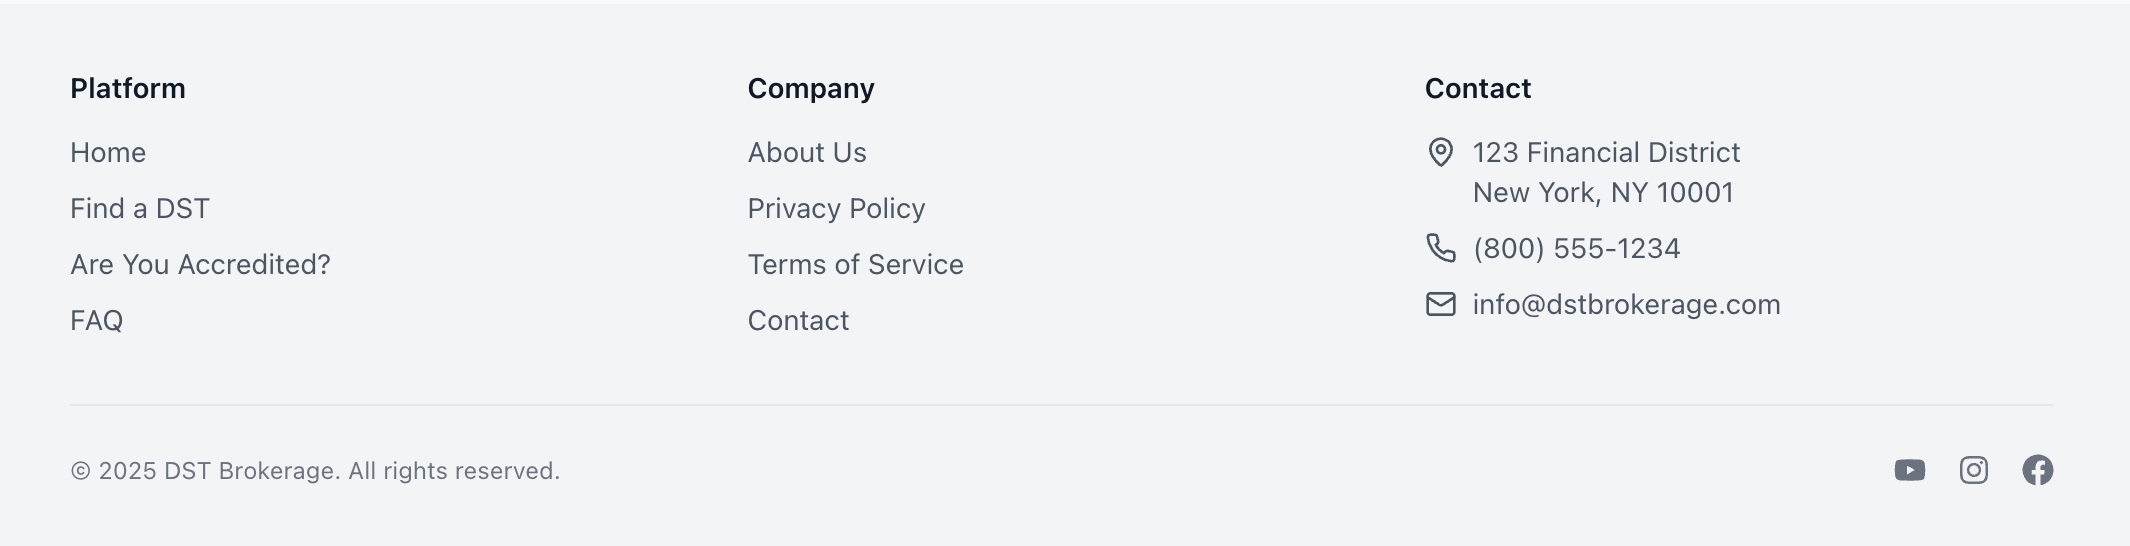 Platform
Home
Find a DST
Are You Accredited?
FAQ
Company
About Us
Privacy Policy
Terms of Service
Contact
Contact
123 Financial District
New York, NY 10001
(800) 555-1234
info@dstbrokerage.com
© 2025 DST Brokerage. All rights reserved.